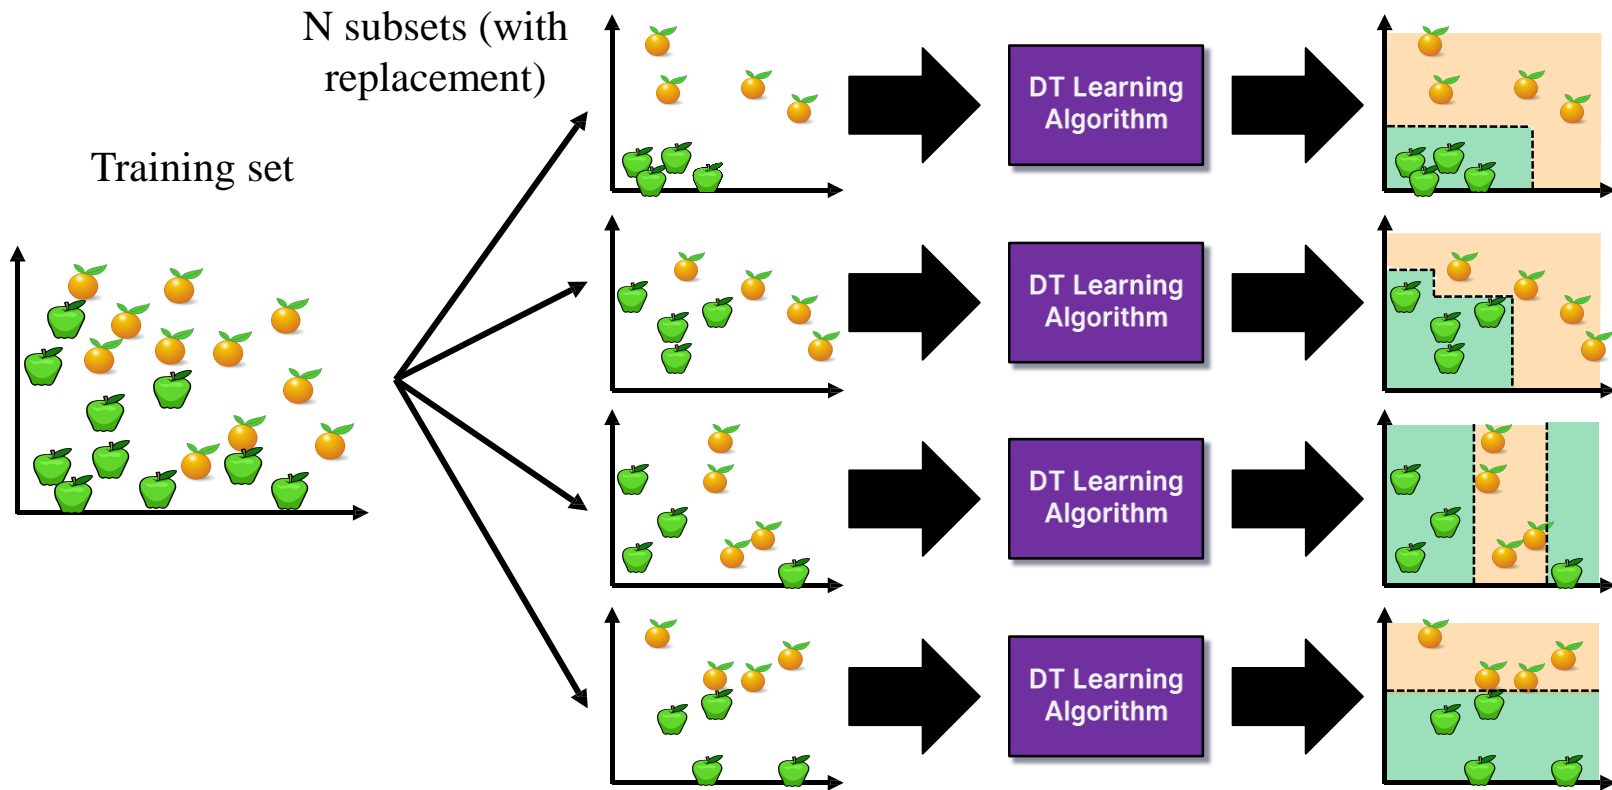 N subsets (with
replacement)
Training set
DT Learning
Algorithm
DT Learning
Algorithm
DT Learning
Algorithm
DT Learning
Algorithm